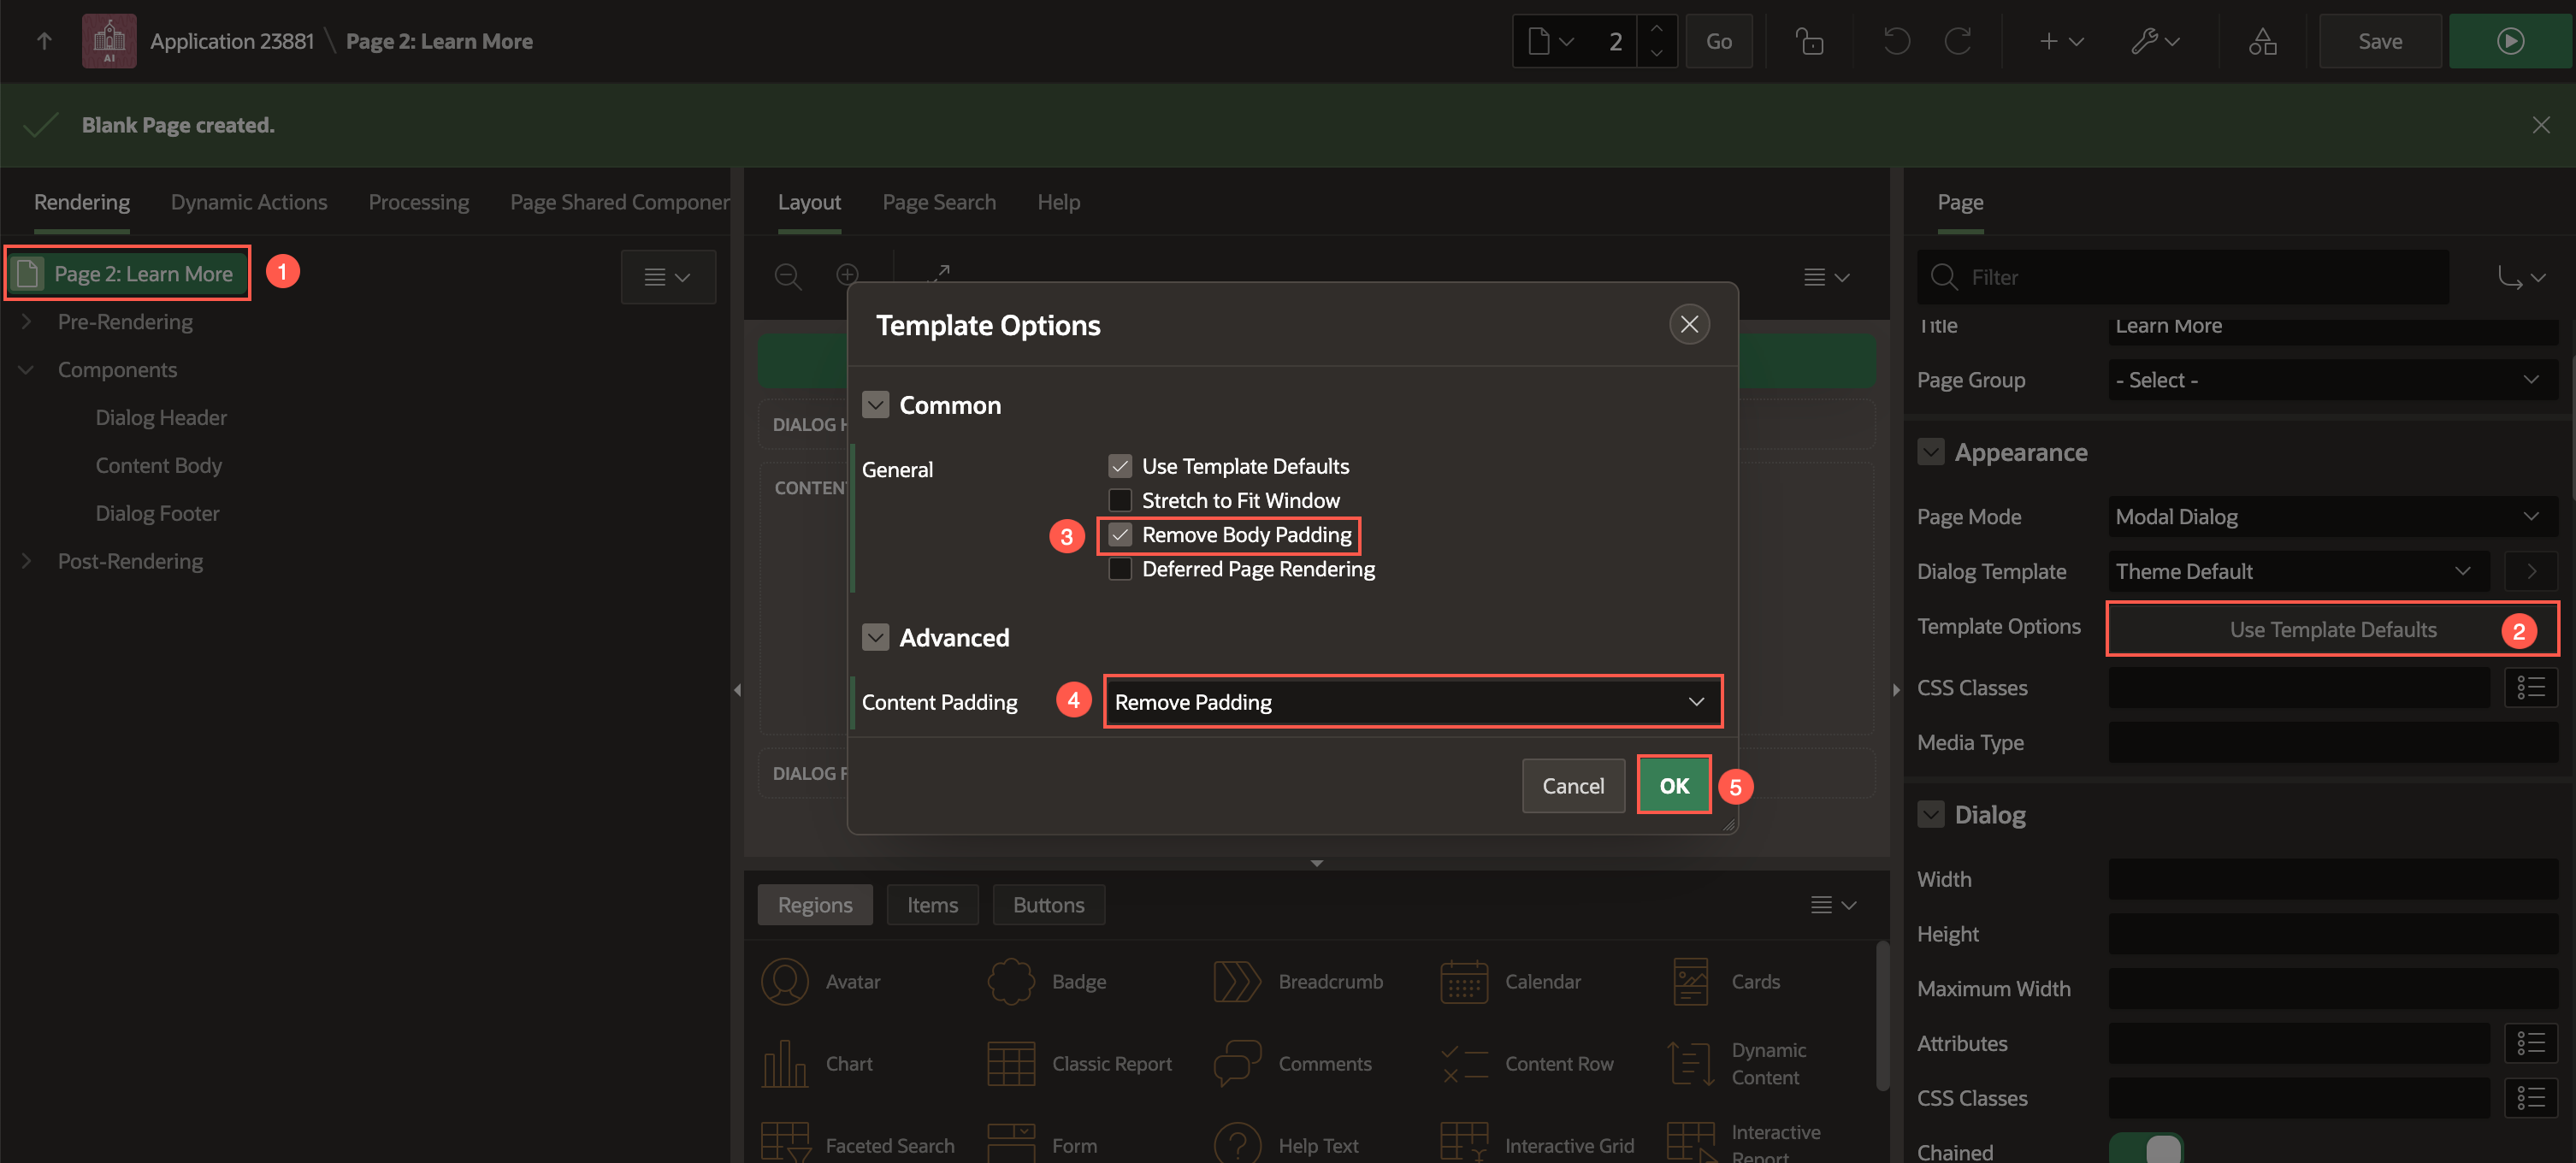 AI
Application 23881 \ Page 2: Learn More
2
Go
Save
Blank Page created.
Rendering
Dynamic Actions
Processing
Page Shared Componen
Page 2: Learn More
1
Pre-Rendering
Components
Dialog Header
Content Body
Dialog Footer
Post-Rendering
Layout
Page Search
Help
DIALOG H
CONTENT
DIALOG F
Template Options
Common
General
Use Template Defaults
Stretch to Fit Window
3
Remove Body Padding
Deferred Page Rendering
Advanced
Content Padding
4
Remove Padding
Cancel
OK
5
Regions
Items
Buttons
Avatar
Badge
Breadcrumb
Calendar
Cards
Chart
Classic Report
Comments
Content Row
Dynamic
Content
Faceted Search
Form
Help Text
Interactive Grid
Interactive
Report
Page
Filter
Title
Learn More
Page Group
- Select -
Appearance
Page Mode
Modal Dialog
Dialog Template
Theme Default
Template Options
Use Template Defaults
2
CSS Classes
Media Type
Dialog
Width
Height
Maximum Width
Attributes
CSS Classes
Chained